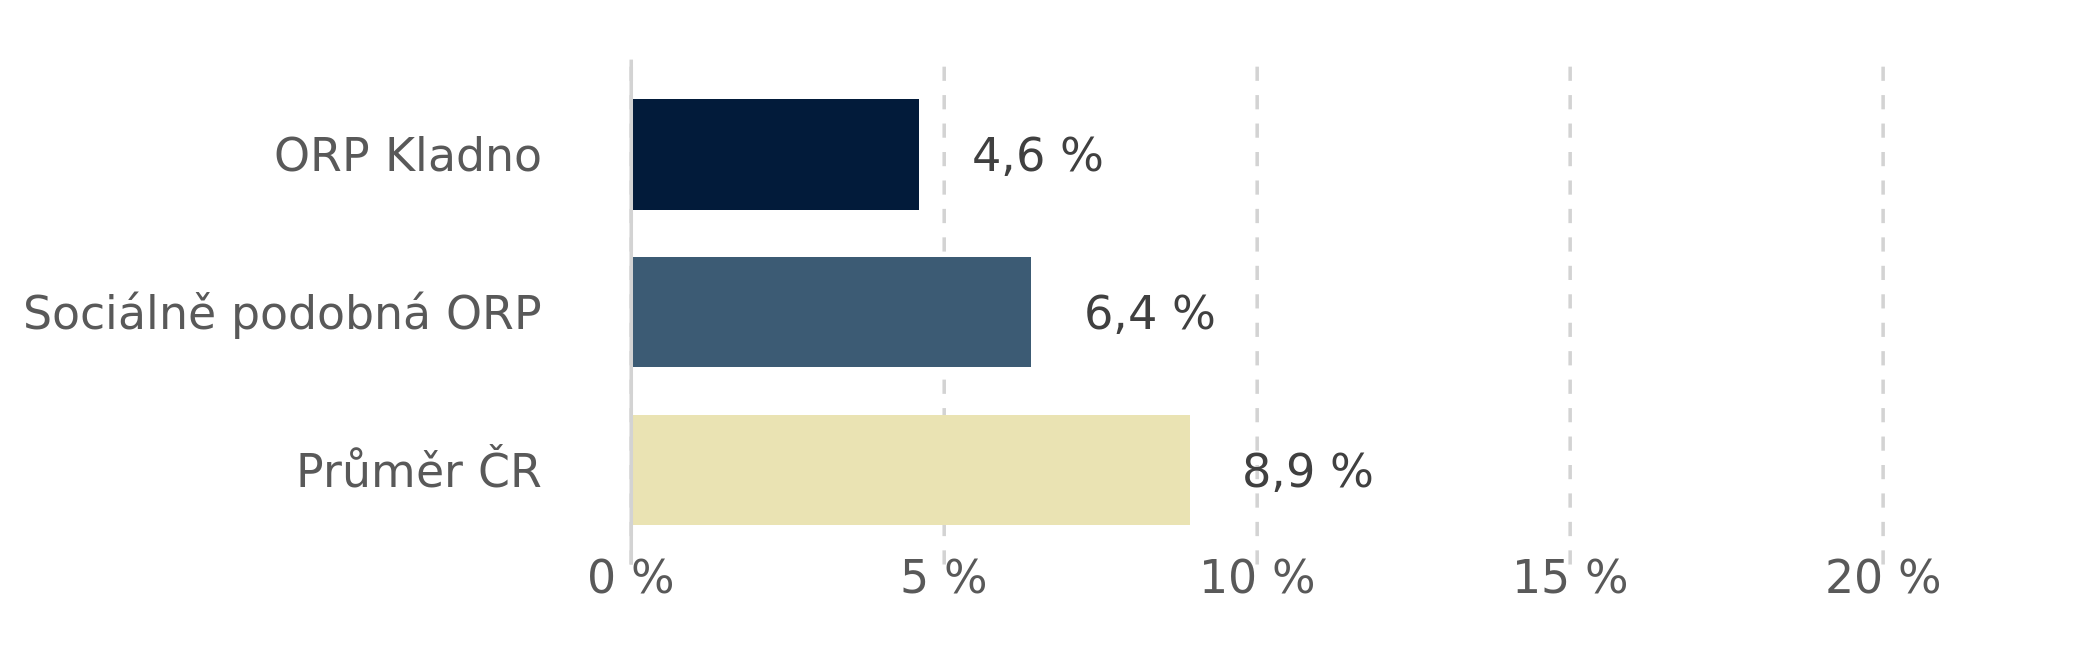 ORP Kladno
4,6 %
Sociálně podobná ORP
6,4 %
Průměr ČR
8,9 %
0 %
5 %
10 %
15 %
20 %